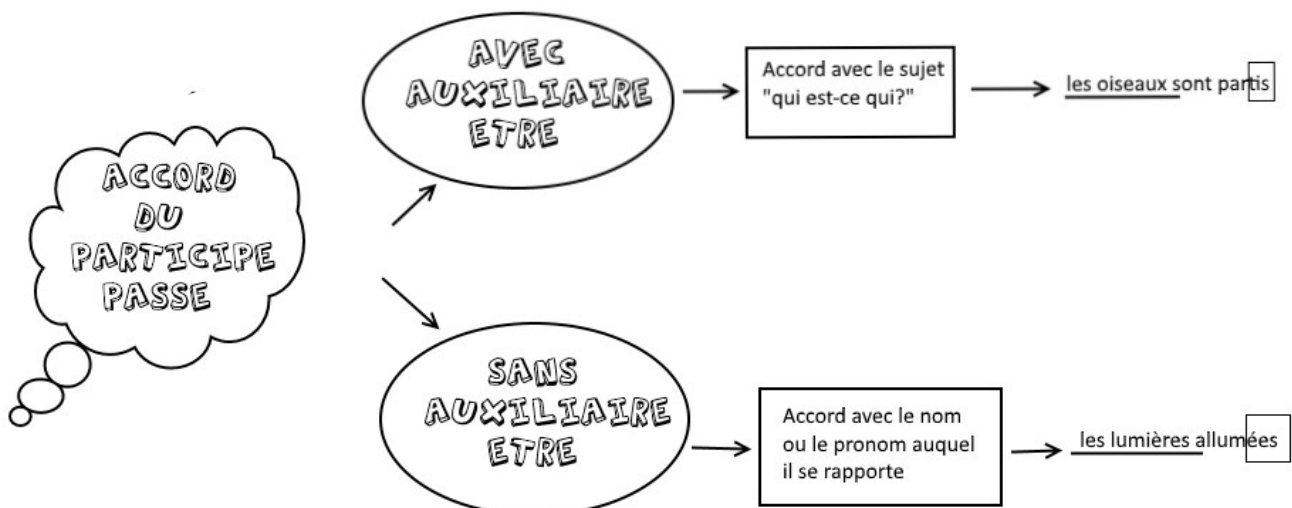 ACCORD
DU
PARTICIPE
PASSE
AVEC
AUXILIAIRE
ETRE
Accord avec le sujet
"qui est-ce qui?"
les oiseaux sont partis
SANS
AUXILIAIRE
ETRE
Accord avec le nom
ou le pronom auquel
il se rapporte
les lumières allumées